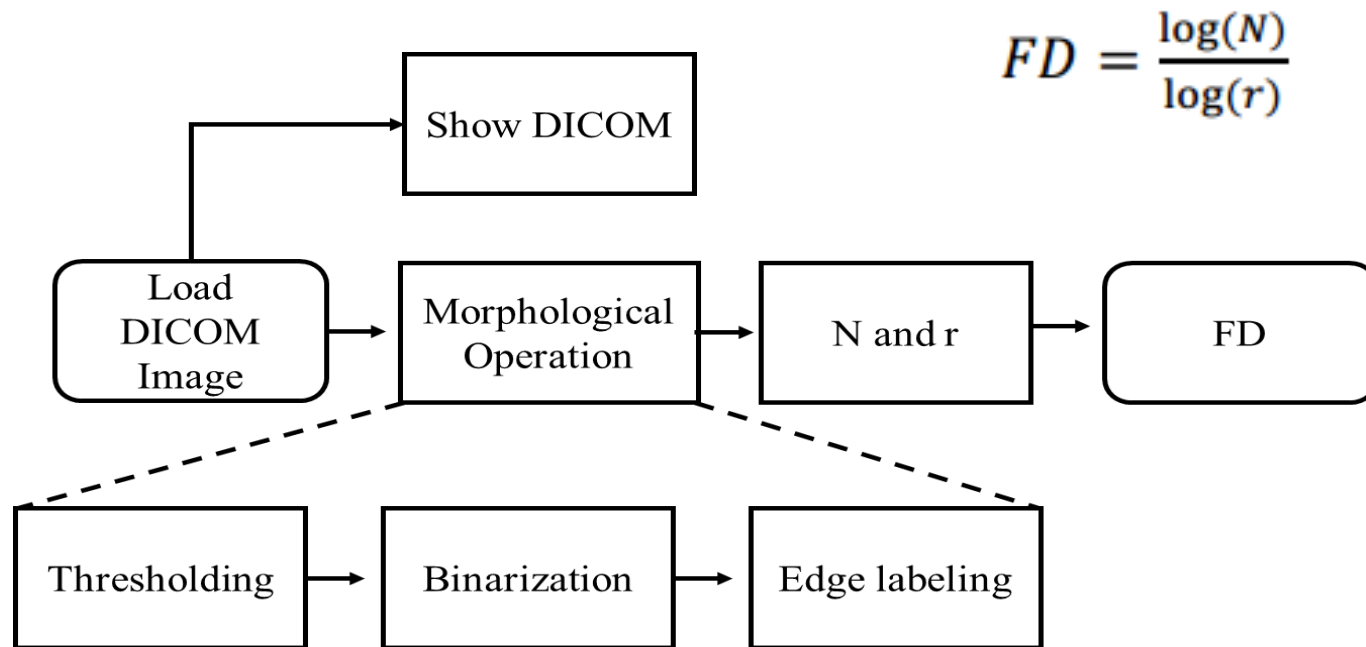 FD = log(N)/log(r)
Show DICOM
Load
DICOM
Image
Morphological
Operation
N and r
FD
Thresholding
Binarization
Edge labeling